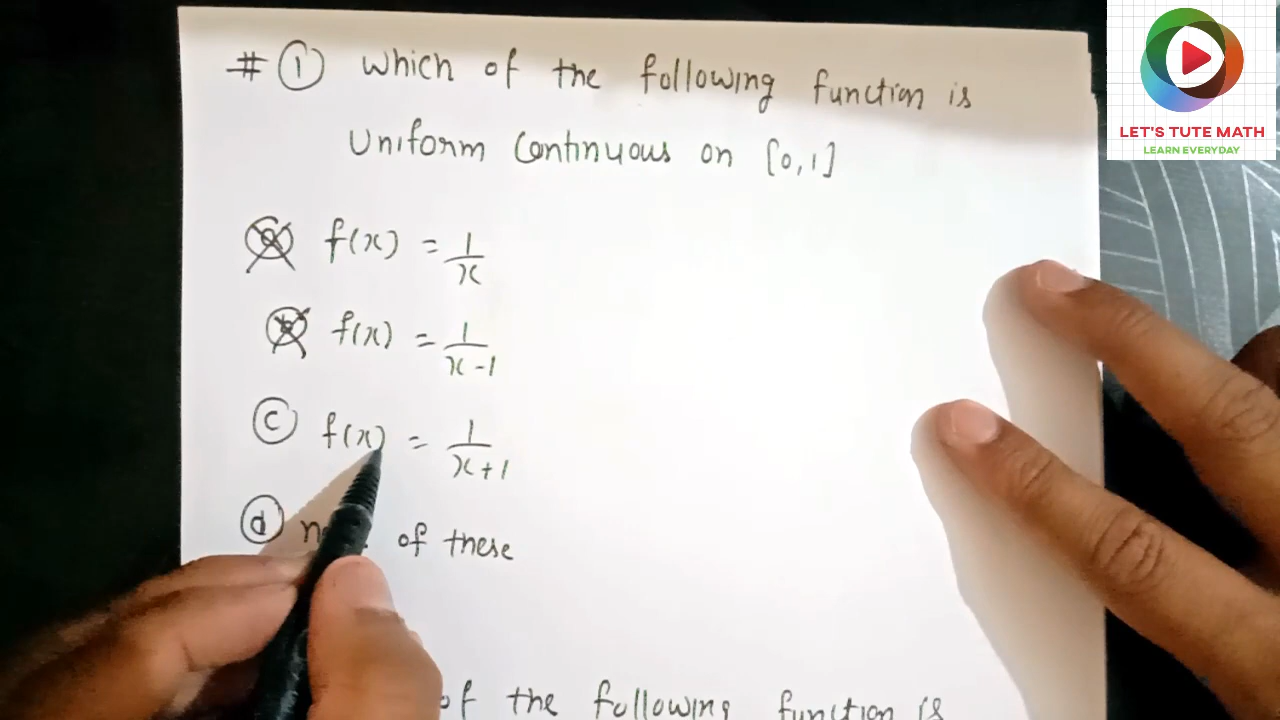 # ① Which of the following function is
Uniform Continuous on [0,1]
ⓐ f(x) = 1/x
ⓑ f(x) = 1/x-1
ⓒ f(x) = 1/x+1
ⓓ of these
of the following function is
LET'S TUTE MATH
LEARN EVERYDAY